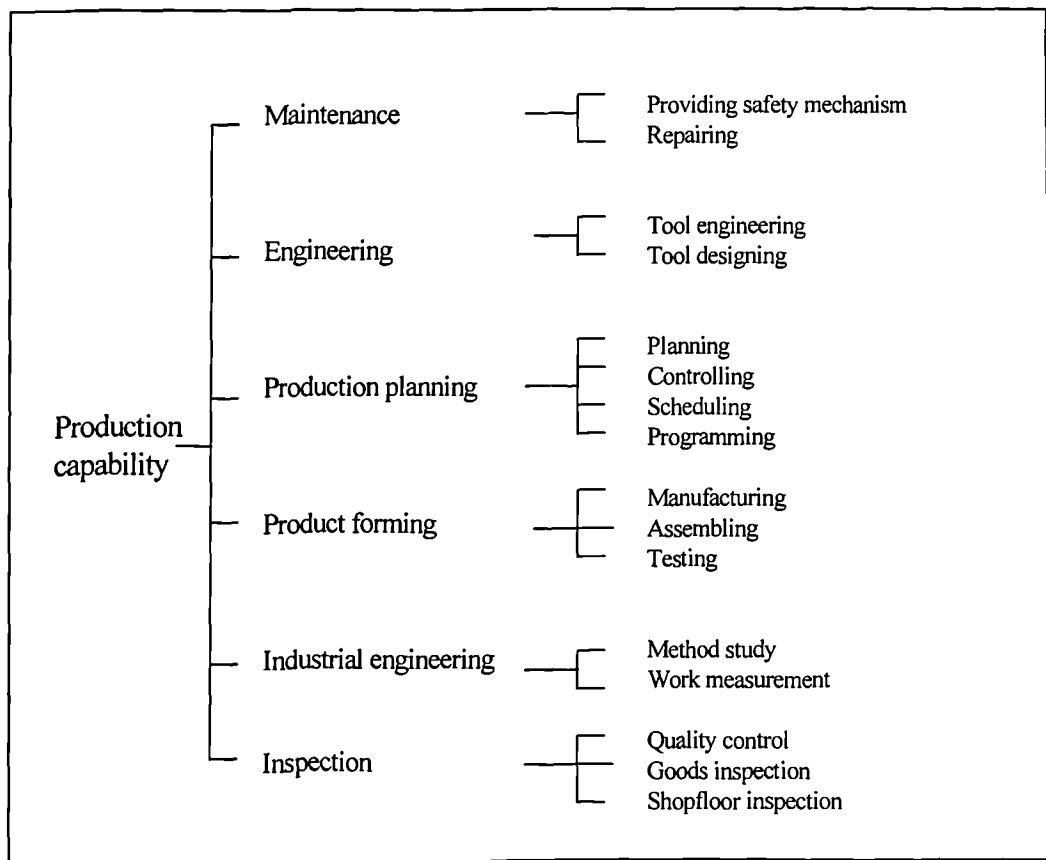 Maintenance
Providing safety mechanism
Repairing
Engineering
Tool engineering
Tool designing
Production planning
Planning
Controlling
Scheduling
Programming
Production
capability
Product forming
Manufacturing
Assembling
Testing
Industrial engineering
Method study
Work measurement
Inspection
Quality control
Goods inspection
Shopfloor inspection